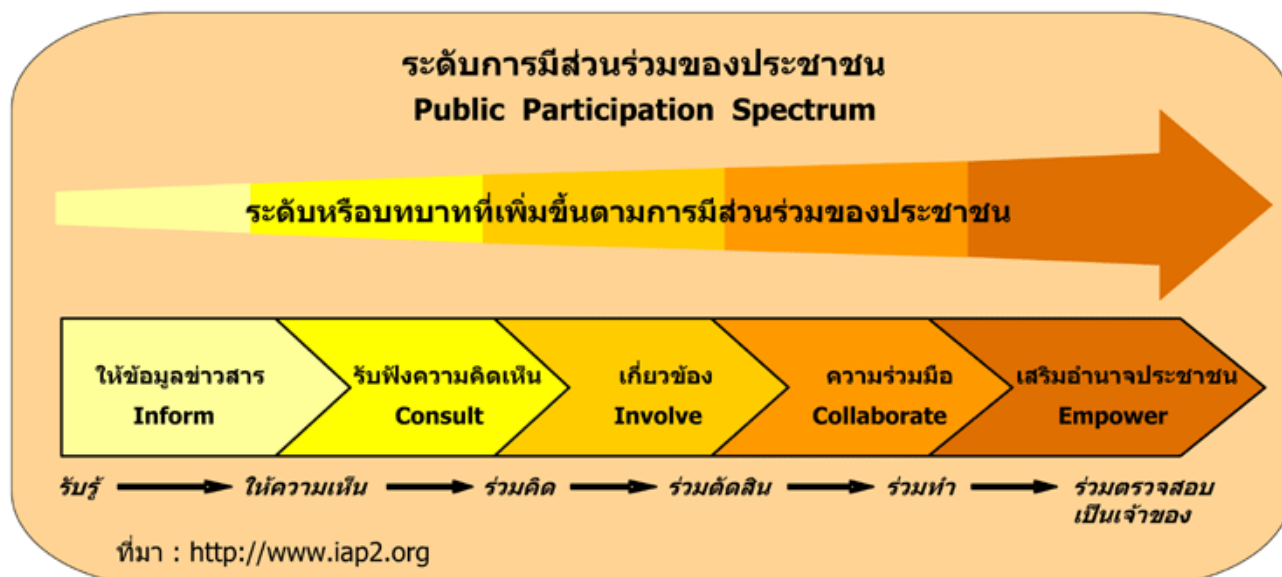 ระดับการมีส่วนร่วมของประชาชน
Public Participation Spectrum
ระดับหรือบทบาทที่เพิ่มขึ้นตามการมีส่วนร่วมของประชาชน
ให้ข้อมูลข่าวสาร
Inform
รับฟังความคิดเห็น
Consult
เกี่ยวข้อง
Involve
ความร่วมมือ
Collaborate
เสริมอำนาจประชาชน
Empower
รับรู้ ให้ความเห็น ร่วมคิด ร่วมตัดสิน ร่วมทำ ร่วมตรวจสอบ
เป็นเจ้าของ
ที่มา : http://www.iap2.org